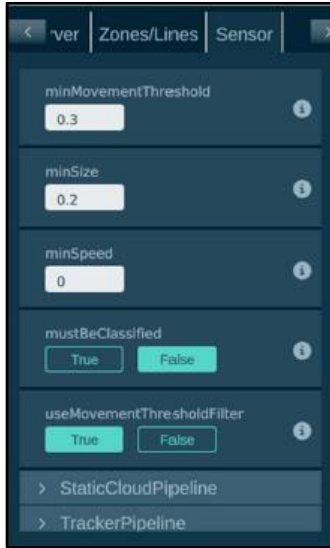 ver Zones/Lines Sensor
minMovementThreshold
0.3
minSize
0.2
minSpeed
0
mustBeClassified
True False
useMovementThresholdFilter
True False
> StaticCloudPipeline
> TrackerPipeline